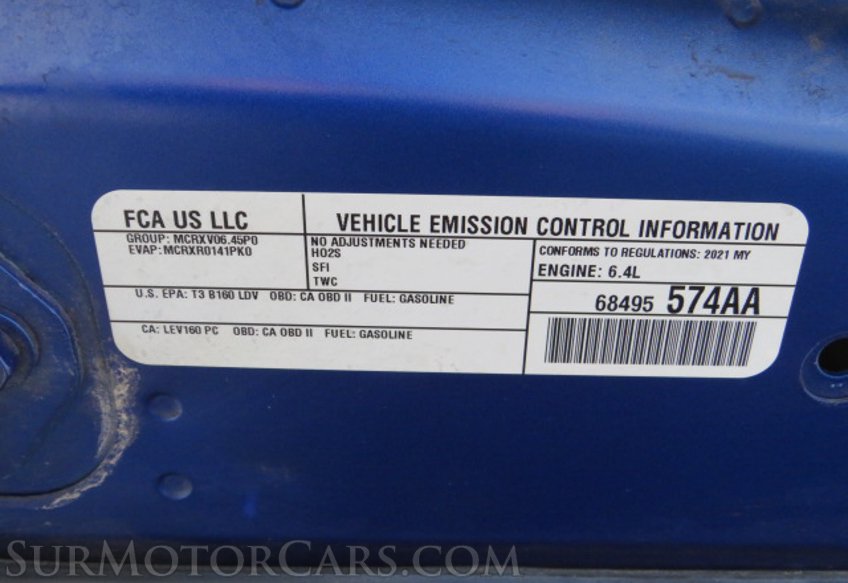 FCA US LLC
VEHICLE EMISSION CONTROL INFORMATION
GROUP: MCRXV06.45P0
EVAP:MCRXR0141PK0
NO ADJUSTMENTS NEEDED
HO2S
SFI
TWC
CONFORMS TO REGULATIONS: 2021 MY
ENGINE: 6.4L
U.S. EPA: T3 B160 LDV OBD: CA OBD II FUEL: GASOLINE
68495 574AA
CA: LEV160 PC OBD: CA OBD II FUEL: GASOLINE
SURMOTORCARS.COM